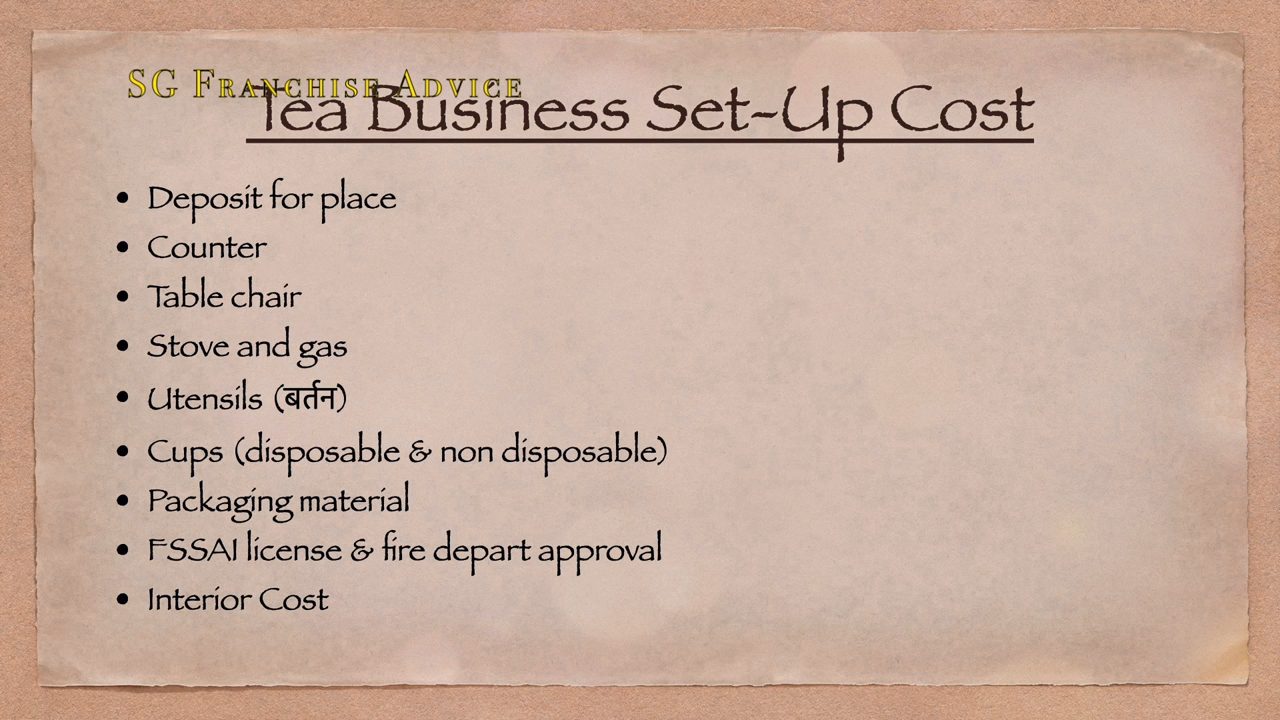 SG Franchise Advice
Tea Business Set-Up Cost
• Deposit for place
• Counter
• Table chair
• Stove and gas
• Utensils (बर्तन)
• Cups (disposable & non disposable)
• Packaging material
• FSSAI license & fire depart approval
• Interior Cost